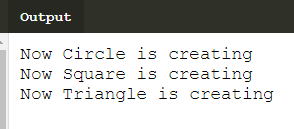 Output
Now Circle is creating
Now Square is creating
Now Triangle is creating